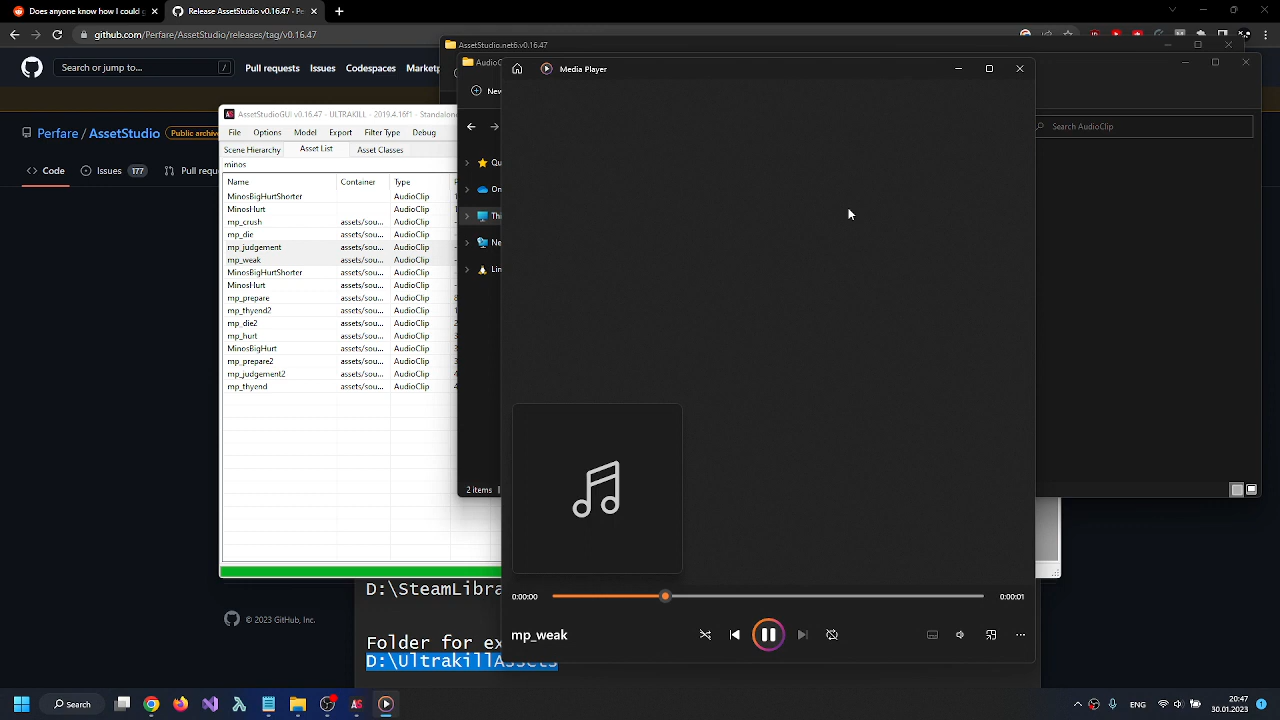 Does anyone know how I could g
Release AssetStudio v0.16.47 · Pe
github.com/Perfare/AssetStudio/releases/tag/v0.16.47
Search or jump to...
/
Pull requests
Issues
Codespaces
Marketp
Perfare / AssetStudio
Public archive
Code
Issues 177
Pull requ
AssetStudio.net6.v0.16.47
AudioC
New
Search AudioClip
2 items
AssetStudioGUI v0.16.47 - ULTRAKILL - 2019.4.16f1 - Standalone
File Options Model Export Filter Type Debug
Scene Hierarchy Asset List Asset Classes
minos
Name Container Type
MinosBigHurtShorter AudioClip
MinosHurt AudioClip
mp_crush assets/sou... AudioClip
mp_die assets/sou... AudioClip
mp_judgement assets/sou... AudioClip
mp_weak assets/sou... AudioClip
MinosBigHurtShorter assets/sou... AudioClip
MinosHurt assets/sou... AudioClip
mp_prepare assets/sou... AudioClip
mp_thyend2 assets/sou... AudioClip
mp_die2 assets/sou... AudioClip
mp_hurt assets/sou... AudioClip
MinosBigHurt assets/sou... AudioClip
mp_prepare2 assets/sou... AudioClip
mp_judgement2 assets/sou... AudioClip
mp_thyend assets/sou... AudioClip
Media Player
0:00:00
0:00:01
mp_weak
D:\SteamLibra
Folder for ex
D:\UltrakillAssets
© 2023 GitHub, Inc.
Search
ENG
20:47
30.01.2023
1